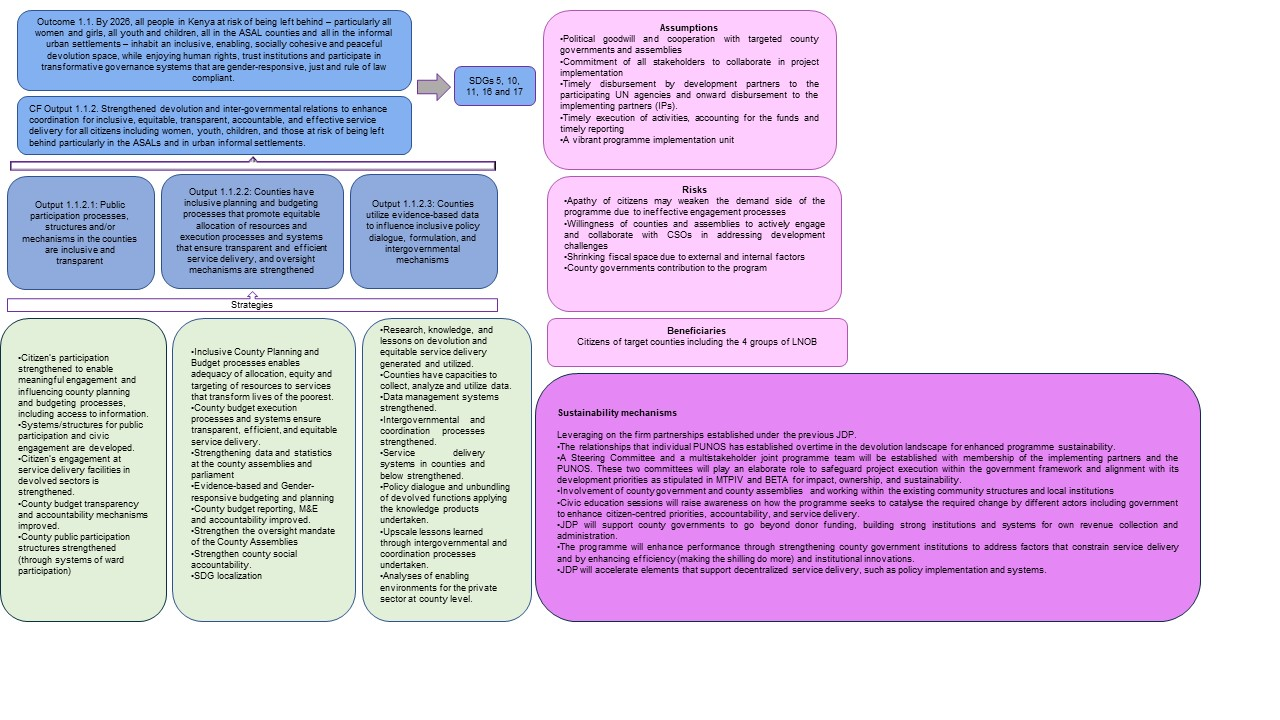 Outcome 1.1. By 2026, all people in Kenya at risk of being left behind – particularly all
women and girls, all youth and children, all in the ASAL counties and all in the informal
urban settlements – inhabit an inclusive, enabling, socially cohesive and peaceful
devolution space, while enjoying human rights, trust institutions and participate in
transformative governance systems that are gender-responsive, just and rule of law
compliant.
CF Output 1.1.2. Strengthened devolution and inter-governmental relations to enhance
coordination for inclusive, equitable, transparent, accountable, and effective service
delivery for all citizens including women, youth, children, and those at risk of being left
behind particularly in the ASALs and in urban informal settlements.
SDGs 5, 10,
11, 16 and 17
Output 1.1.2.1: Public
participation processes,
structures and/or
mechanisms in the counties
are inclusive and
transparent
Output 1.1.2.2: Counties have
inclusive planning and budgeting
processes that promote equitable
allocation of resources and
execution processes and systems
that ensure transparent and efficient
service delivery, and oversight
mechanisms are strengthened
Output 1.1.2.3: Counties
utilize evidence-based data
to influence inclusive policy
dialogue, formulation, and
intergovernmental
mechanisms
Strategies
•Citizen's participation
strengthened to enable
meaningful engagement and
influencing county planning
and budgeting processes,
including access to information.
•Systems/structures for public
participation and civic
engagement are developed.
•Citizen's engagement at
service delivery facilities in
devolved sectors is
strengthened.
•County budget transparency
and accountability mechanisms
improved.
•County public participation
structures strengthened
(through systems of ward
participation)
•Inclusive County Planning and
Budget processes enables
adequacy of allocation, equity and
targeting of resources to services
that transform lives of the poorest.
•County budget execution
processes and systems ensure
transparent, efficient, and equitable
service delivery.
•Strengthening data and statistics
at the county assemblies and
parliament
•Evidence-based and Gender-
responsive budgeting and planning
•County budget reporting, M&E
and accountability improved.
•Strengthen the oversight mandate
of the County Assemblies
•Strengthen county social
accountability.
•SDG localization
•Research, knowledge, and
lessons on devolution and
equitable service delivery
generated and utilized.
•Counties have capacities to
collect, analyze and utilize data.
•Data management systems
strengthened.
•Intergovernmental and
coordination processes
strengthened.
•Service delivery
systems in counties and
below strengthened.
•Policy dialogue and unbundling
of devolved functions applying
the knowledge products
undertaken.
•Upscale lessons learned
through intergovernmental and
coordination processes
undertaken.
•Analyses of enabling
environments for the private
sector at county level.
Assumptions
•Political goodwill and cooperation with targeted county
governments and assemblies
•Commitment of all stakeholders to collaborate in project
implementation
•Timely disbursement by development partners to the
participating UN agencies and onward disbursement to the
implementing partners (IPs).
•Timely execution of activities, accounting for the funds and
timely reporting
•A vibrant programme implementation unit
Risks
•Apathy of citizens may weaken the demand side of the
programme due to ineffective engagement processes
•Willingness of counties and assemblies to actively engage
and collaborate with CSOs in addressing development
challenges
•Shrinking fiscal space due to external and internal factors
•County governments contribution to the program
Beneficiaries
Citizens of target counties including the 4 groups of LNOB
Sustainability mechanisms
Leveraging on the firm partnerships established under the previous JDP.
•The relationships that individual PUNOS has established overtime in the devolution landscape for enhanced programme sustainability.
•A Steering Committee and a multistakeholder joint programme team will be established with membership of the implementing partners and the
PUNOS. These two committees will play an elaborate role to safeguard project execution within the government framework and alignment with its
development priorities as stipulated in MTPIV and BETA for impact, ownership, and sustainability.
•Involvement of county government and county assemblies and working within the existing community structures and local institutions
•Civic education sessions will raise awareness on how the programme seeks to catalyse the required change by different actors including government
to enhance citizen-centred priorities, accountability, and service delivery.
•JDP will support county governments to go beyond donor funding, building strong institutions and systems for own revenue collection and
administration.
•The programme will enhance performance through strengthening county government institutions to address factors that constrain service delivery
and by enhancing efficiency (making the shilling do more) and institutional innovations.
•JDP will accelerate elements that support decentralized service delivery, such as policy implementation and systems.